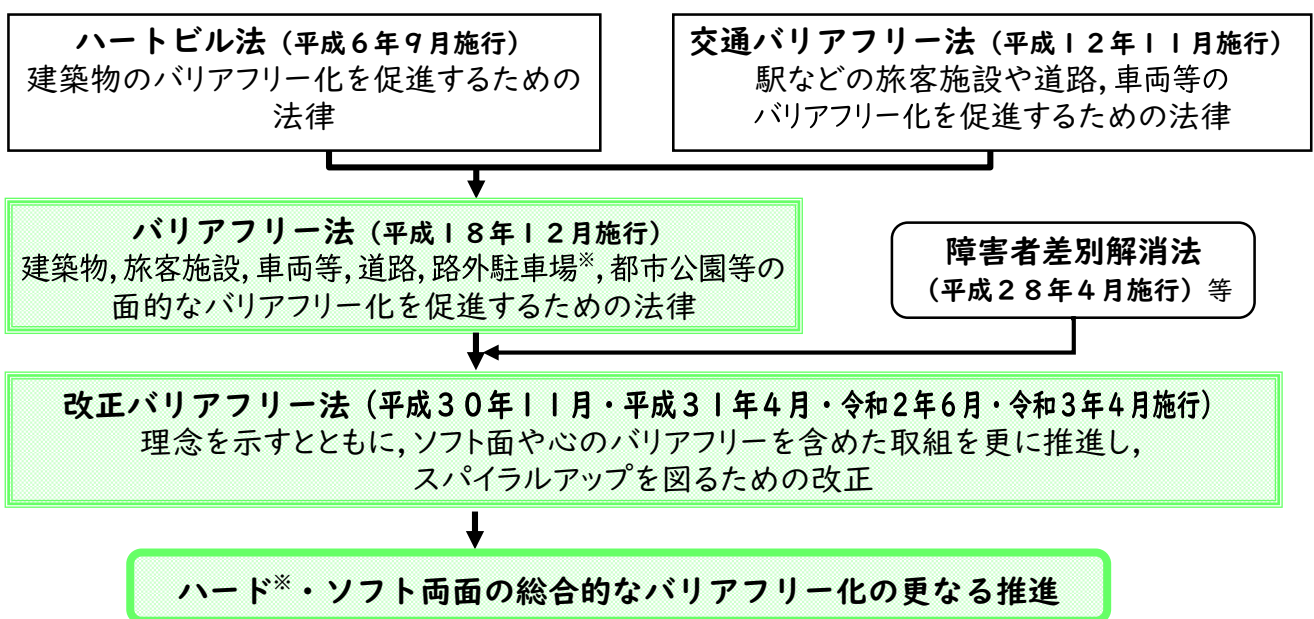 ハートビル法（平成６年９月施行）
建築物のバリアフリー化を促進するための
法律
交通バリアフリー法（平成１２年１１月施行）
駅などの旅客施設や道路，車両等の
バリアフリー化を促進するための法律
バリアフリー法（平成１８年１２月施行）
建築物，旅客施設，車両等，道路，路外駐車場※，都市公園等の
面的なバリアフリー化を促進するための法律
障害者差別解消法
（平成２８年４月施行）等
改正バリアフリー法（平成３０年１１月・平成３１年４月・令和２年６月・令和３年４月施行）
理念を示すとともに，ソフト面や心のバリアフリーを含めた取組を更に推進し，
スパイラルアップを図るための改正
ハード※・ソフト両面の総合的なバリアフリー化の更なる推進